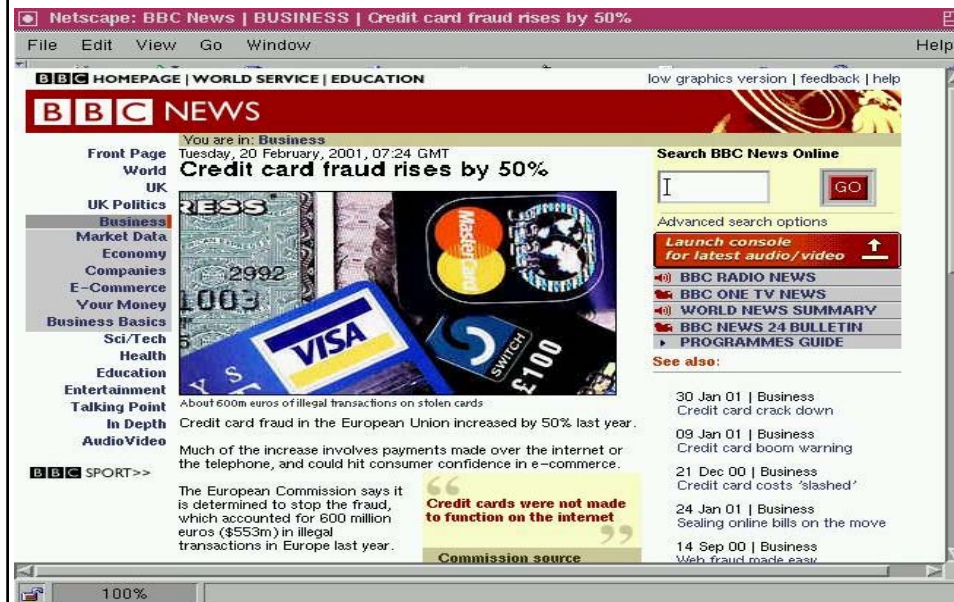 Netscape: BBC News | BUSINESS | Credit card fraud rises by 50%
File Edit View Go Window Help
BBC HOMEPAGE | WORLD SERVICE | EDUCATION
low graphics version | feedback | help
BBC NEWS
You are in: Business
Front Page
World
UK
UK Politics
Business
Market Data
Economy
Companies
E-Commerce
Your Money
Business Basics
Sci/Tech
Health
Education
Entertainment
Talking Point
In Depth
AudioVideo
BBC SPORT>>
Tuesday, 20 February, 2001, 07:24 GMT
Credit card fraud rises by 50%
RESS
2992
1003
MasterCard
VISA
SWITCH
£100
About 600m euros of illegal transactions on stolen cards
Credit card fraud in the European Union increased by 50% last year.
Much of the increase involves payments made over the internet or
the telephone, and could hit consumer confidence in e-commerce.
The European Commission says it
is determined to stop the fraud,
which accounted for 600 million
euros ($553m) in illegal
transactions in Europe last year.
Credit cards were not made
to function on the internet
Commission source
Search BBC News Online
GO
Advanced search options
Launch console
for latest audio/video
BBC RADIO NEWS
BBC ONE TV NEWS
WORLD NEWS SUMMARY
BBC NEWS 24 BULLETIN
PROGRAMMES GUIDE
See also:
30 Jan 01 | Business
Credit card crack down
09 Jan 01 | Business
Credit card boom warning
21 Dec 00 | Business
Credit card costs 'slashed'
24 Jan 01 | Business
Sealing online bills on the move
14 Sep 00 | Business
Web fraud made easy
100%